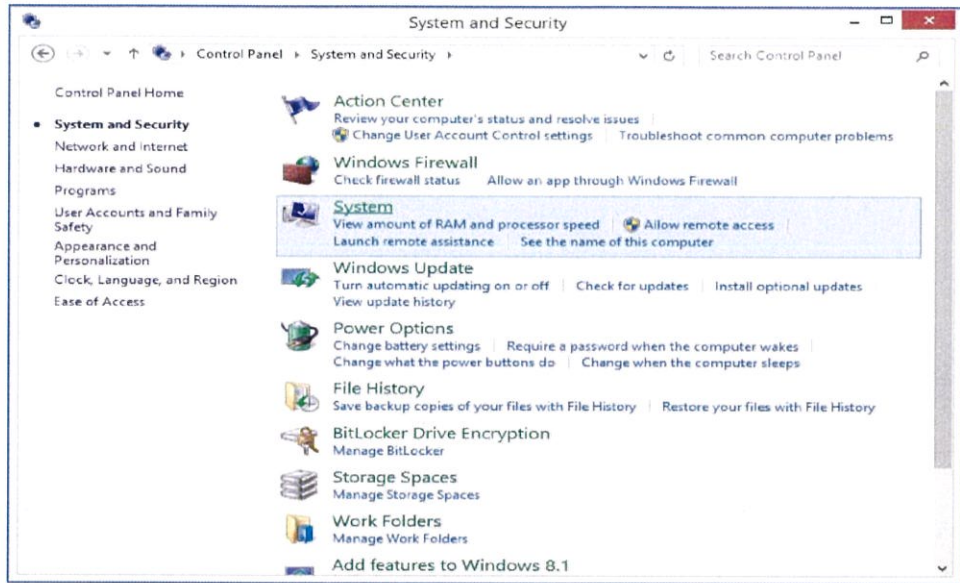 System and Security
Control Panel System and Security
Search Control Panel
Control Panel Home
System and Security
Network and Internet
Hardware and Sound
Programs
User Accounts and Family
Safety
Appearance and
Personalization
Clock, Language, and Region
Ease of Access
Action Center
Review your computer's status and resolve issues
Change User Account Control settings Troubleshoot common computer problems
Windows Firewall
Check firewall status Allow an app through Windows Firewall
System
View amount of RAM and processor speed Allow remote access
Launch remote assistance See the name of this computer
Windows Update
Turn automatic updating on or off Check for updates Install optional updates
View update history
Power Options
Change battery settings Require a password when the computer wakes
Change what the power buttons do Change when the computer sleeps
File History
Save backup copies of your files with File History Restore your files with File History
BitLocker Drive Encryption
Manage BitLocker
Storage Spaces
Manage Storage Spaces
Work Folders
Manage Work Folders
Add features to Windows 8.1